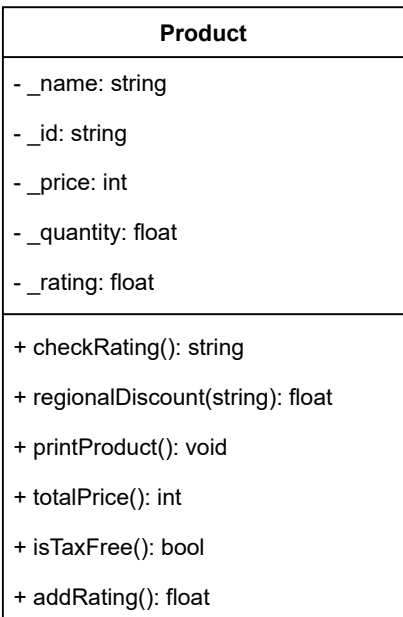 Product
- _name: string
- _id: string
- _price: int
- _quantity: float
- _rating: float
+ checkRating(): string
+ regionalDiscount(string): float
+ printProduct(): void
+ totalPrice(): int
+ isTaxFree(): bool
+ addRating(): float